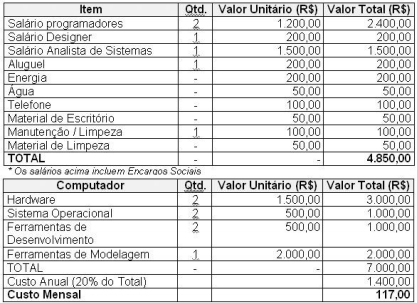 Item Qtd. Valor Unitário (R$) Valor Total (R$)
Salário programadores 2 1.200,00 2.400,00
Salário Designer 1 200,00 200,00
Salário Analista de Sistemas 1 1.500,00 1.500,00
Aluguel 1 200,00 200,00
Energia - 200,00 200,00
Água - 50,00 50,00
Telefone - 100,00 100,00
Material de Escritório - 50,00 50,00
Manutenção / Limpeza 1 100,00 100,00
Material de Limpeza - 50,00 50,00
TOTAL - - 4.850,00
* Os salários acima incluem Encargos Sociais
Computador Qtd. Valor Unitário (R$) Valor Total (R$)
Hardware 2 1.500,00 3.000,00
Sistema Operacional 2 500,00 1.000,00
Ferramentas de 2 500,00 1.000,00
Desenvolvimento
Ferramentas de Modelagem 1 2.000,00 2.000,00
TOTAL - - 7.000,00
Custo Anual (20% do Total) 1.400,00
Custo Mensal 117,00